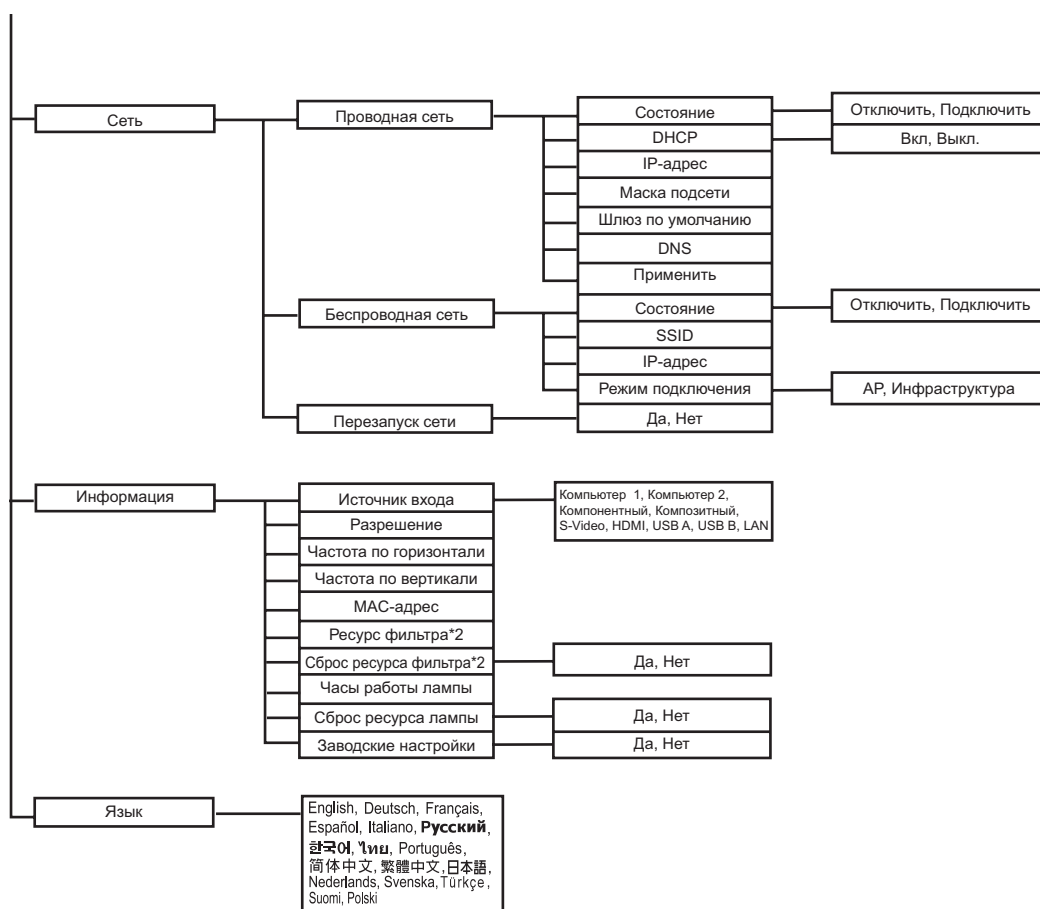 Сеть
Проводная сеть
Состояние
Отключить, Подключить
DHCP
Вкл, Выкл.
IP-адрес
Маска подсети
Шлюз по умолчанию
DNS
Применить
Беспроводная сеть
Состояние
Отключить, Подключить
SSID
IP-адрес
Режим подключения
AP, Инфраструктура
Перезапуск сети
Да, Нет
Информация
Источник входа
Компьютер 1, Компьютер 2,
Компонентный, Композитный,
S-Video, HDMI, USB A, USB B, LAN
Разрешение
Частота по горизонтали
Частота по вертикали
MAC-адрес
Ресурс фильтра*2
Сброс ресурса фильтра*2
Да, Нет
Часы работы лампы
Сброс ресурса лампы
Да, Нет
Заводские настройки
Да, Нет
Язык
English, Deutsch, Français,
Español, Italiano, Русский,
한국어, ไทย, Português,
简体中文, 繁體中文, 日本語,
Nederlands, Svenska, Türkçe,
Suomi, Polski